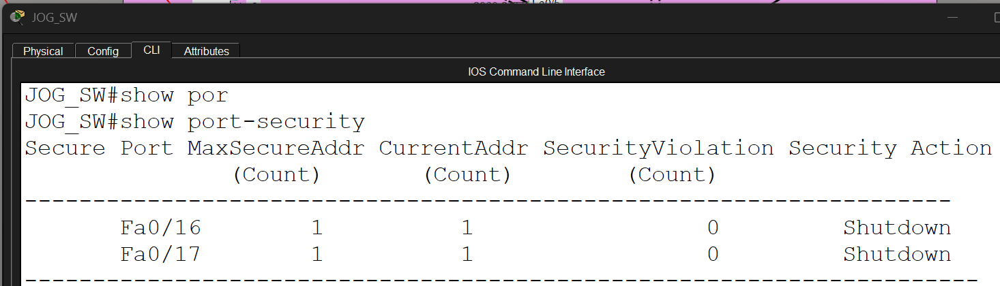 JOG_SW
Physical Config CLI Attributes
IOS Command Line Interface
JOG_SW#show por
JOG_SW#show port-security
Secure Port MaxSecureAddr CurrentAddr SecurityViolation Security Action
(Count) (Count) (Count)
--------------------------------------------------------------------
Fa0/16 1 1 0 Shutdown
Fa0/17 1 1 0 Shutdown
----------------------------------------------------------------------